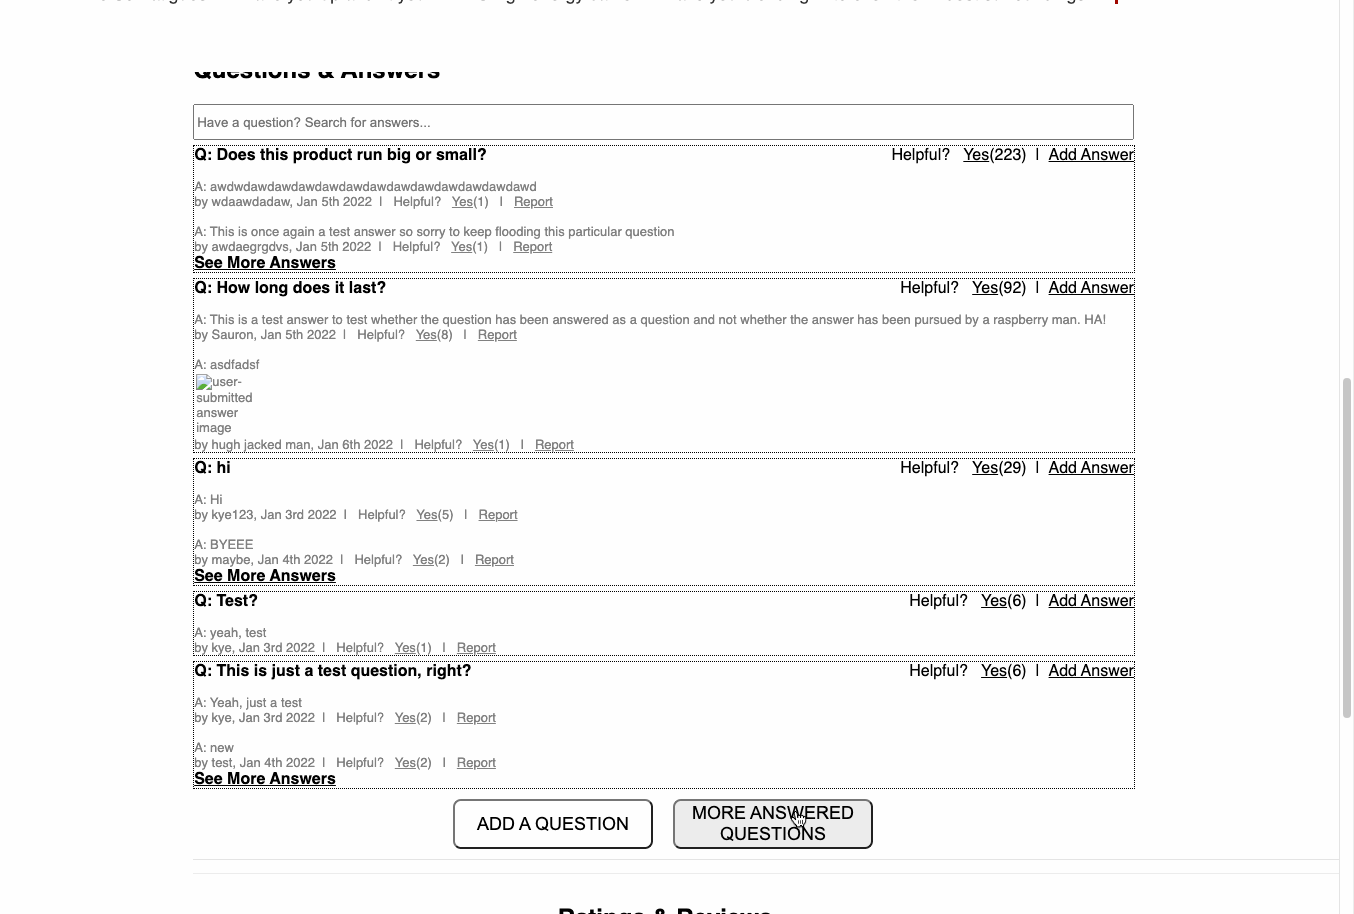 Questions & Answers
Have a question? Search for answers...
Q: Does this product run big or small? Helpful? Yes(223) | Add Answer
A: awdwdawdawdawdawdawdawdawdawdawdawdawdawd
by wdaawdadaw, Jan 5th 2022 | Helpful? Yes(1) | Report
A: This is once again a test answer so sorry to keep flooding this particular question
by awdaegrgdvs, Jan 5th 2022 | Helpful? Yes(1) | Report
See More Answers
Q: How long does it last? Helpful? Yes(92) | Add Answer
A: This is a test answer to test whether the question has been answered as a question and not whether the answer has been pursued by a raspberry man. HA!
by Sauron, Jan 5th 2022 | Helpful? Yes(8) | Report
A: asdfadsf
user-
submitted
answer
image
by hugh jacked man, Jan 6th 2022 | Helpful? Yes(1) | Report
Q: hi Helpful? Yes(29) | Add Answer
A: Hi
by kye123, Jan 3rd 2022 | Helpful? Yes(5) | Report
A: BYEEE
by maybe, Jan 4th 2022 | Helpful? Yes(2) | Report
See More Answers
Q: Test? Helpful? Yes(6) | Add Answer
A: yeah, test
by kye, Jan 3rd 2022 | Helpful? Yes(1) | Report
Q: This is just a test question, right? Helpful? Yes(6) | Add Answer
A: Yeah, just a test
by kye, Jan 3rd 2022 | Helpful? Yes(2) | Report
A: new
by test, Jan 4th 2022 | Helpful? Yes(2) | Report
See More Answers
ADD A QUESTION
MORE ANSWERED
QUESTIONS
Ratings & Reviews